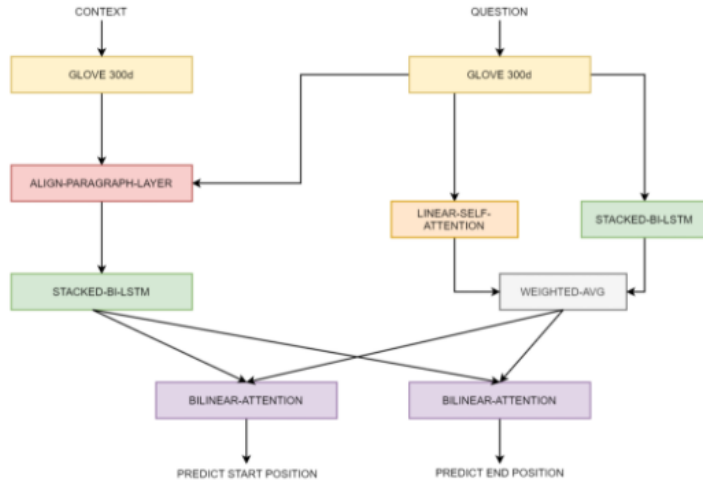 CONTEXT
QUESTION
GLOVE 300d
GLOVE 300d
ALIGN-PARAGRAPH-LAYER
LINEAR-SELF-
ATTENTION
STACKED-BI-LSTM
STACKED-BI-LSTM
WEIGHTED-AVG
BILINEAR-ATTENTION
BILINEAR-ATTENTION
PREDICT START POSITION
PREDICT END POSITION